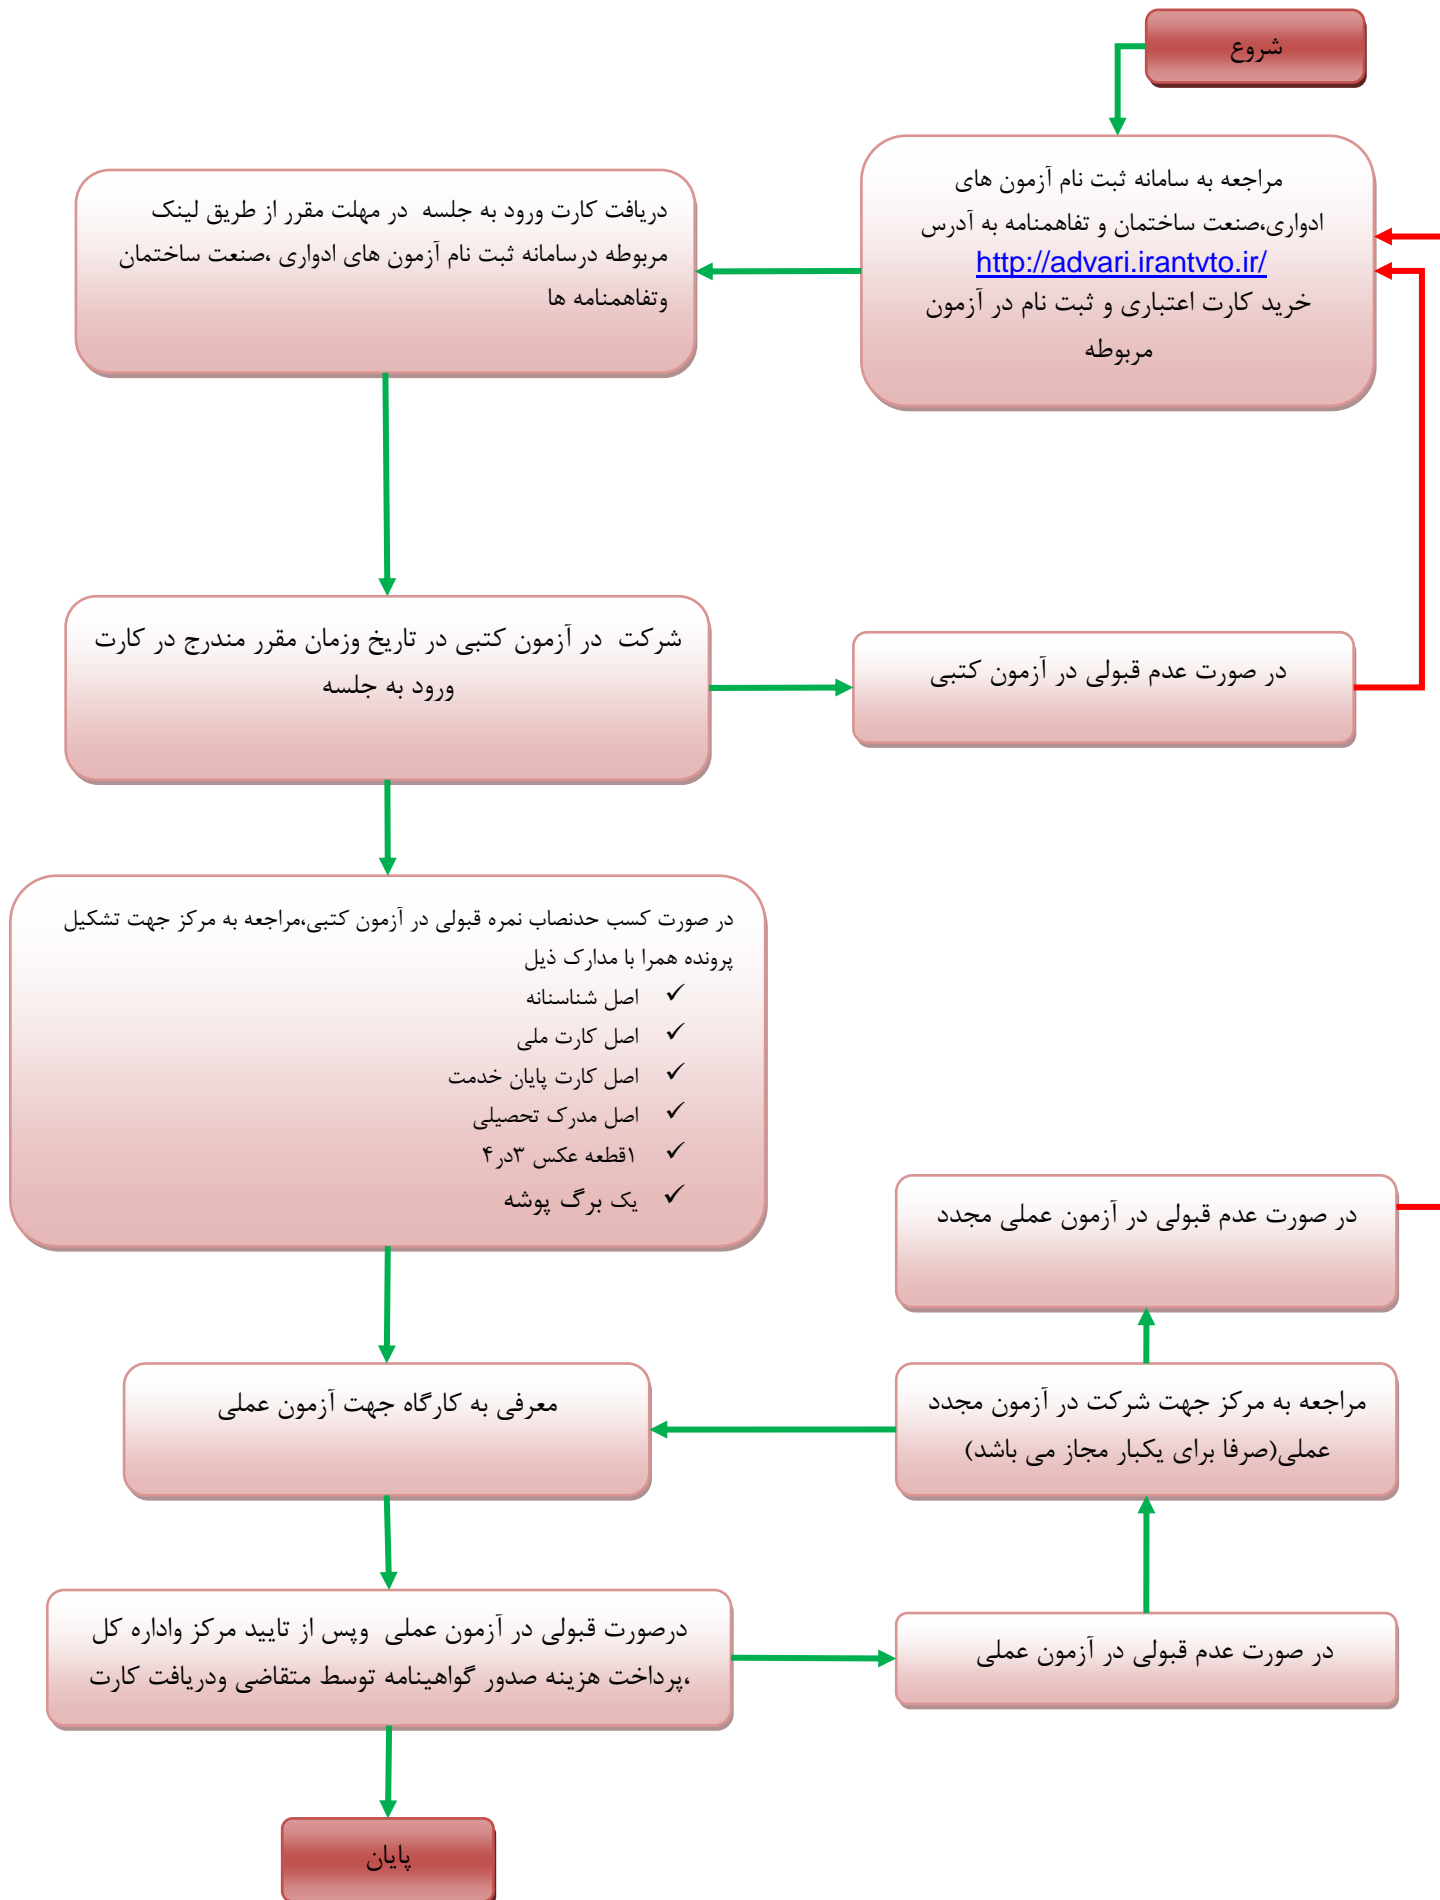 شروع
مراجعه به سامانه ثبت نام آزمون های
ادواری،صنعت ساختمان و تفاهمنامه به آدرس
http://advari.irantvto.ir/
خرید کارت اعتباری و ثبت نام در آزمون
مربوطه
دریافت کارت ورود به جلسه در مهلت مقرر از طریق لینک
مربوطه درسامانه ثبت نام آزمون های ادواری ،صنعت ساختمان
وتفاهمنامه ها
شرکت در آزمون کتبی در تاریخ وزمان مقرر مندرج در کارت
ورود به جلسه
در صورت عدم قبولی در آزمون کتبی
در صورت کسب حدنصاب نمره قبولی در آزمون کتبی،مراجعه به مرکز جهت تشکیل
پرونده همرا با مدارک ذیل
✓ اصل شناسنانه
✓ اصل کارت ملی
✓ اصل کارت پایان خدمت
✓ اصل مدرک تحصیلی
✓ ۱قطعه عکس ۳در۴
✓ یک برگ پوشه
در صورت عدم قبولی در آزمون عملی مجدد
مراجعه به مرکز جهت شرکت در آزمون مجدد
عملی(صرفا برای یکبار مجاز می باشد)
معرفی به کارگاه جهت آزمون عملی
درصورت قبولی در آزمون عملی وپس از تایید مرکز واداره کل
،پرداخت هزینه صدور گواهینامه توسط متقاضی ودریافت کارت
در صورت عدم قبولی در آزمون عملی
پایان